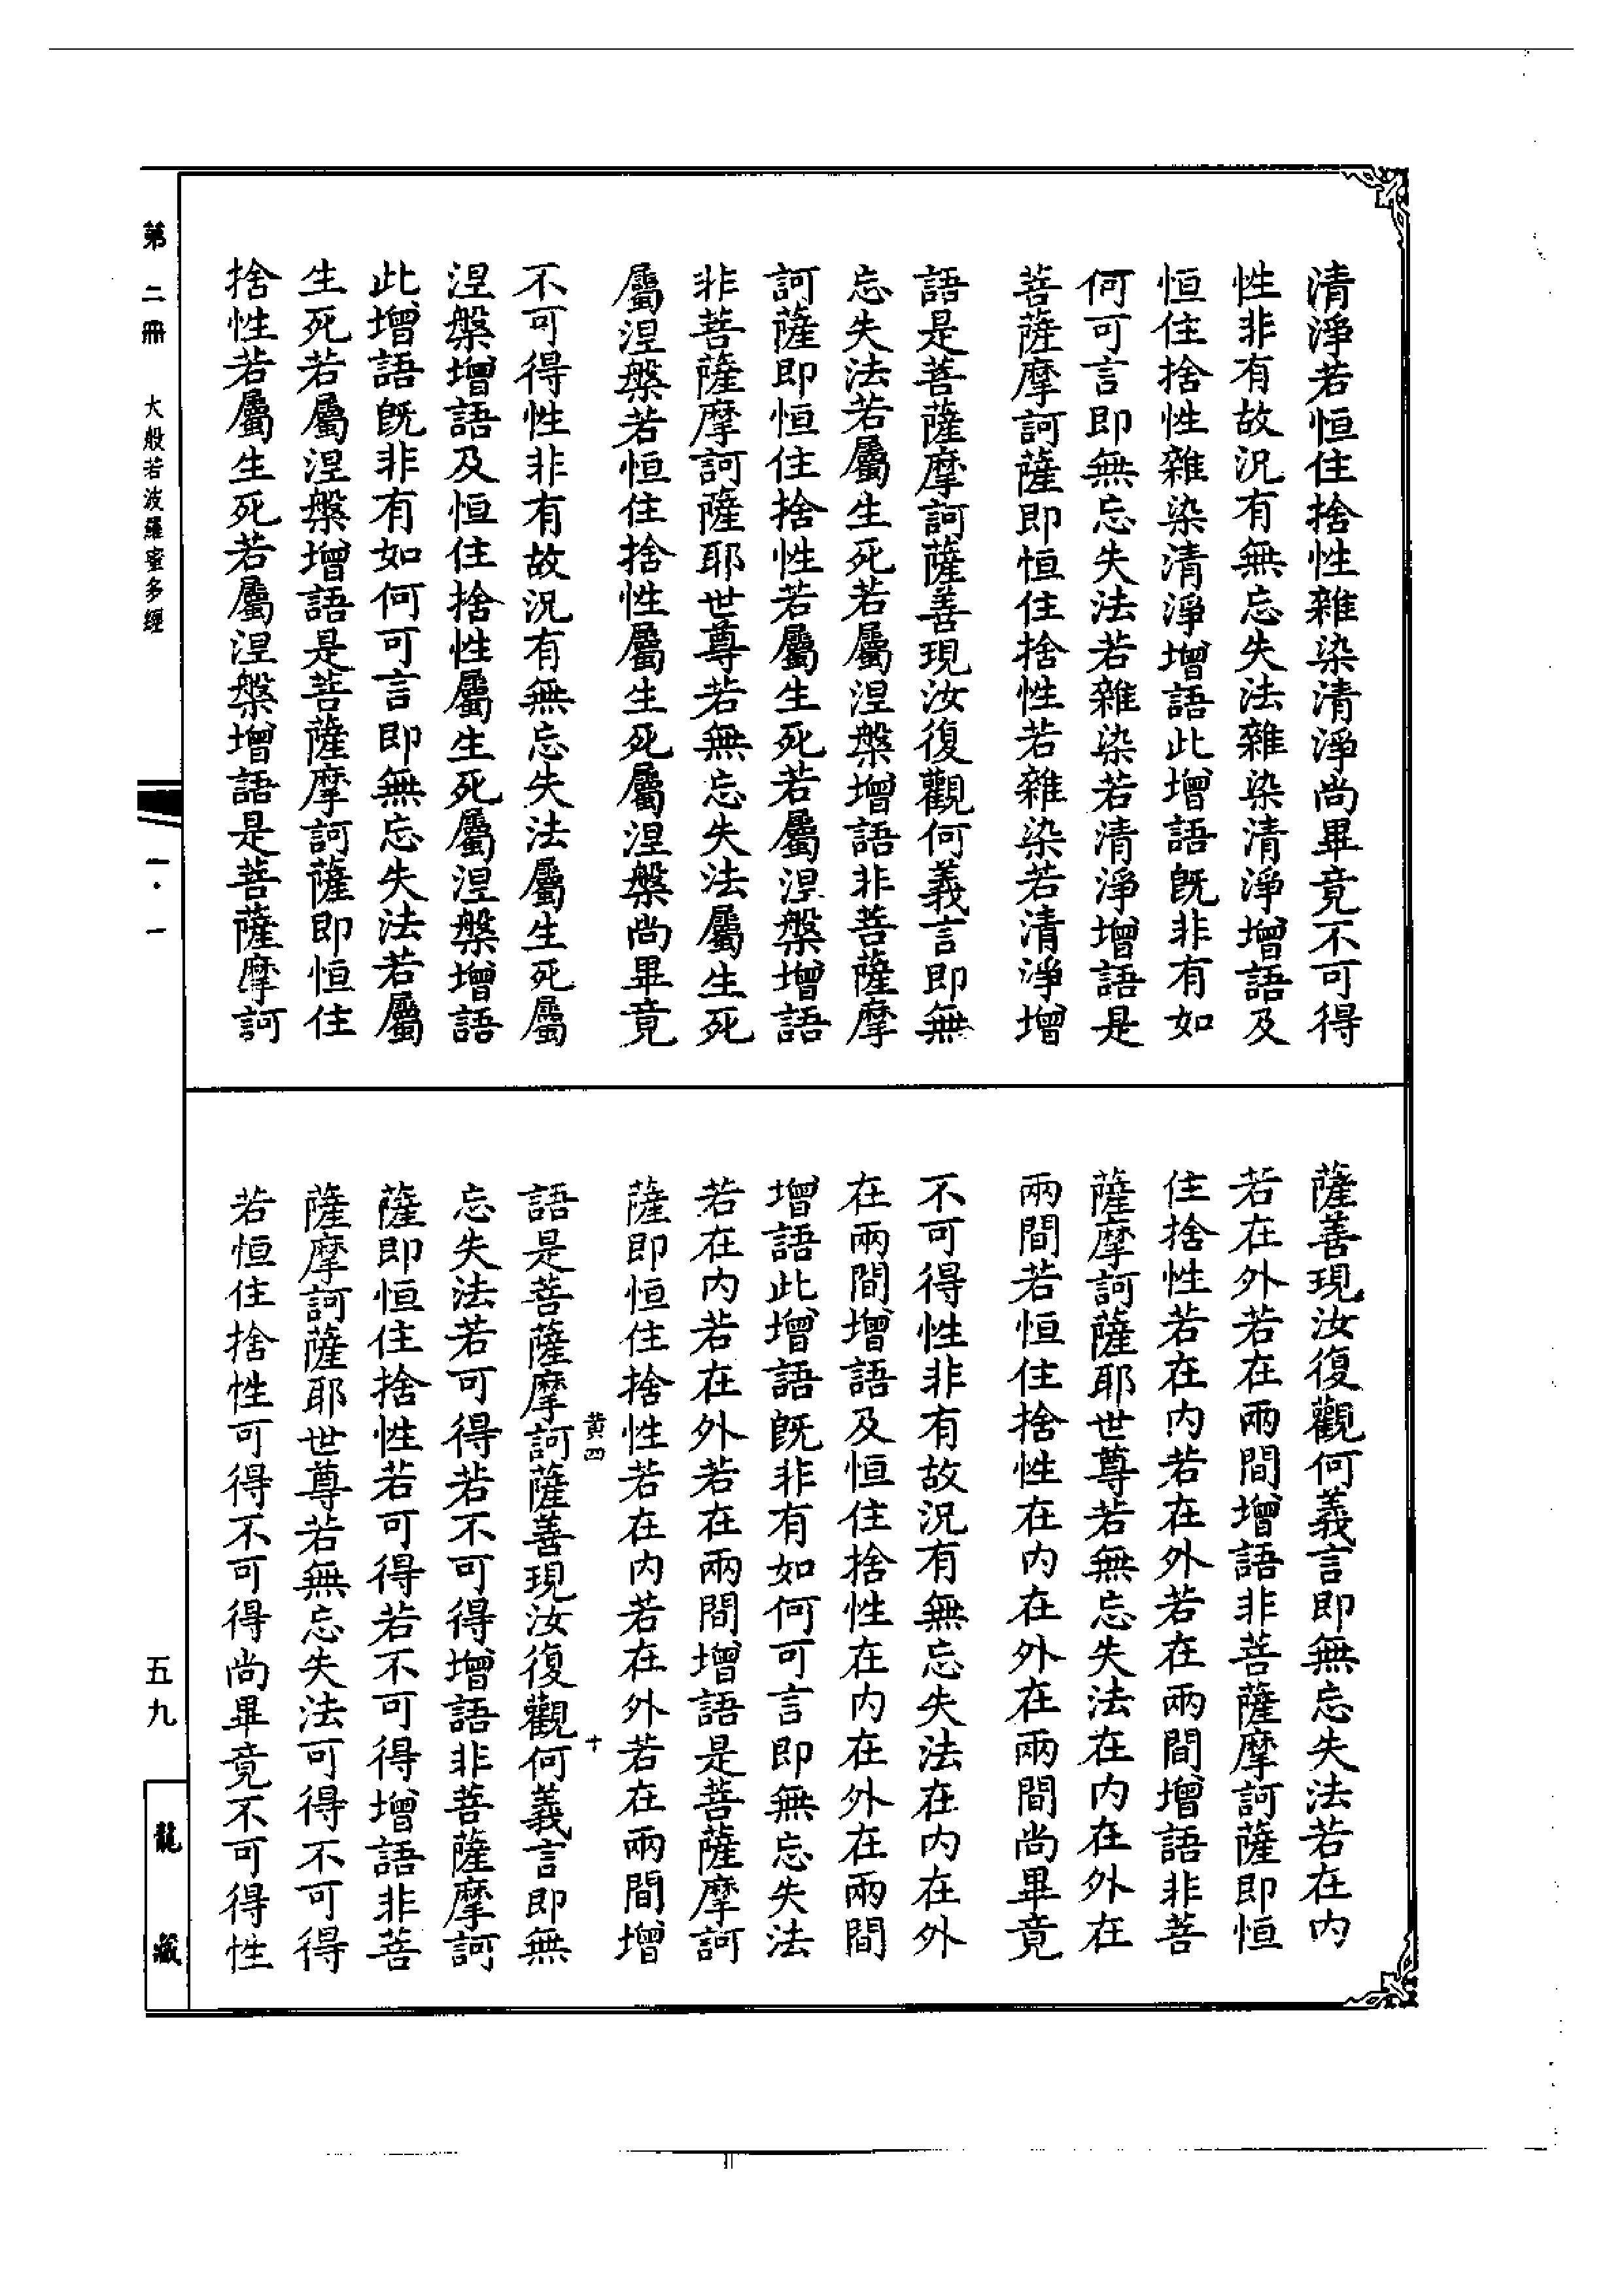 清淨若恒住捨性雜染清淨尚畢竟不可得
性非有故況有無忘失法雜染清淨增語及
恒住捨性雜染清淨增語此增語既非有如
何可言即無忘失法若雜染若清淨增語是
菩薩摩訶薩即恒住捨性若雜染若清淨增
語是菩薩摩訶薩善現汝復觀何義言即無
忘失法若屬生死若屬涅槃增語非菩薩摩
訶薩即恒住捨性若屬生死若屬涅槃增語
非菩薩摩訶薩耶世尊若無忘失法屬生死
屬涅槃若恒住捨性屬生死屬涅槃尚畢竟
不可得性非有故況有無忘失法屬生死屬
涅槃增語及恒住捨性屬生死屬涅槃增語
此增語既非有如何可言即無忘失法若屬
生死若屬涅槃增語是菩薩摩訶薩即恒住
捨性若屬生死若屬涅槃增語是菩薩摩訶
薩善現汝復觀何義言即無忘失法若在内
若在外若在兩間增語非菩薩摩訶薩即恒
住捨性若在内若在外若在兩間增語非菩
薩摩訶薩耶世尊若無忘失法在内在外在
兩間若恒住捨性在内在外在兩間尚畢竟
不可得性非有故況有無忘失法在内在外
在兩間增語及恒住捨性在内在外在兩間
增語此增語既非有如何可言即無忘失法
若在内若在外若在兩間增語是菩薩摩訶
薩即恒住捨性若在内若在外若在兩間增
黄四 十
語是菩薩摩訶薩善現汝復觀何義言即無
忘失法若可得若不可得增語非菩薩摩訶
薩即恒住捨性若可得若不可得增語非菩
薩摩訶薩耶世尊若無忘失法可得不可得
若恒住捨性可得不可得尚畢竟不可得性
第二冊 大般若波羅蜜多經 一·一 五九 龍藏